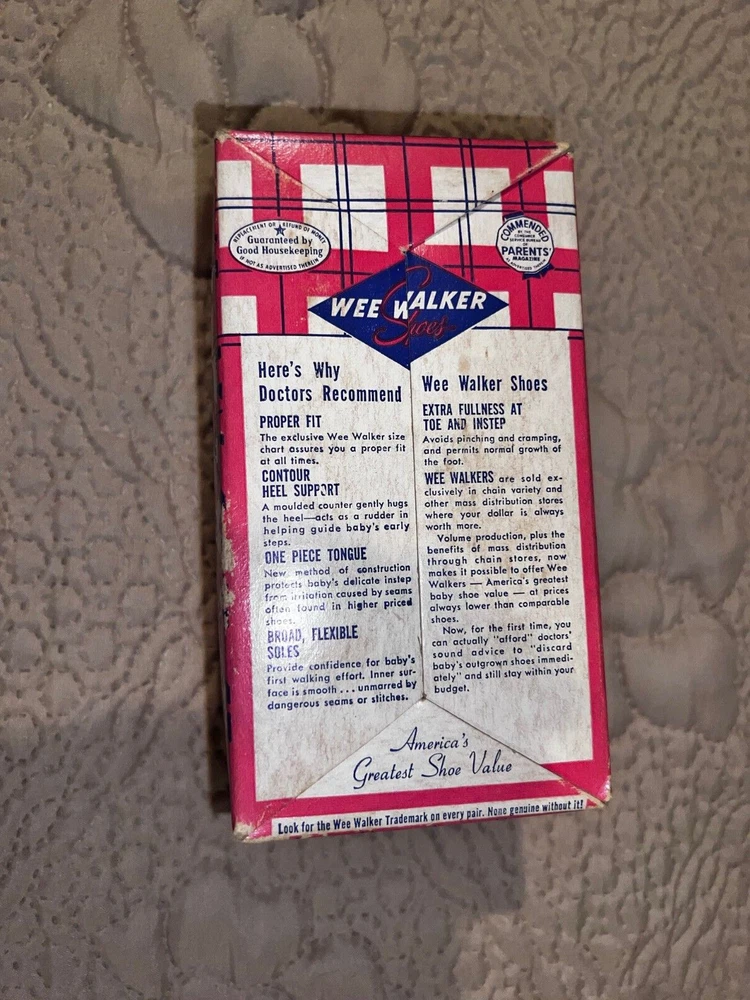 REPLACEMENT OR REFUND OF MONEY
Guaranteed by
Good Housekeeping
IF NOT AS ADVERTISED THEREIN
COMMENDED
BY THE
CONSUMER
SERVICE BUREAU
OF
PARENTS'
MAGAZINE
AS ADVERTISED THEREIN
WEE WALKER
Shoes
Here's Why
Doctors Recommend
PROPER FIT
The exclusive Wee Walker size
chart assures you a proper fit
at all times.
CONTOUR
HEEL SUPPORT
A moulded counter gently hugs
the heel—acts as a rudder in
helping guide baby's early
steps.
ONE PIECE TONGUE
New method of construction
protects baby's delicate instep
from irritation caused by seams
often found in higher priced
shoes.
BROAD, FLEXIBLE
SOLES
Provide confidence for baby's
first walking effort. Inner sur-
face is smooth . . . unmarred by
dangerous seams or stitches.
Wee Walker Shoes
EXTRA FULLNESS AT
TOE AND INSTEP
Avoids pinching and cramping,
and permits normal growth of
the foot.
WEE WALKERS are sold ex-
clusively in chain variety and
other mass distribution stores
where your dollar is always
worth more.
Volume production, plus the
benefits of mass distribution
through chain stores, now
makes it possible to offer Wee
Walkers — America's greatest
baby shoe value — at prices
always lower than comparable
shoes.
Now, for the first time, you
can actually "afford" doctors'
sound advice to "discard
baby's outgrown shoes immedi-
ately" and still stay within your
budget.
America's
Greatest Shoe Value
Look for the Wee Walker Trademark on every pair. None genuine without it!